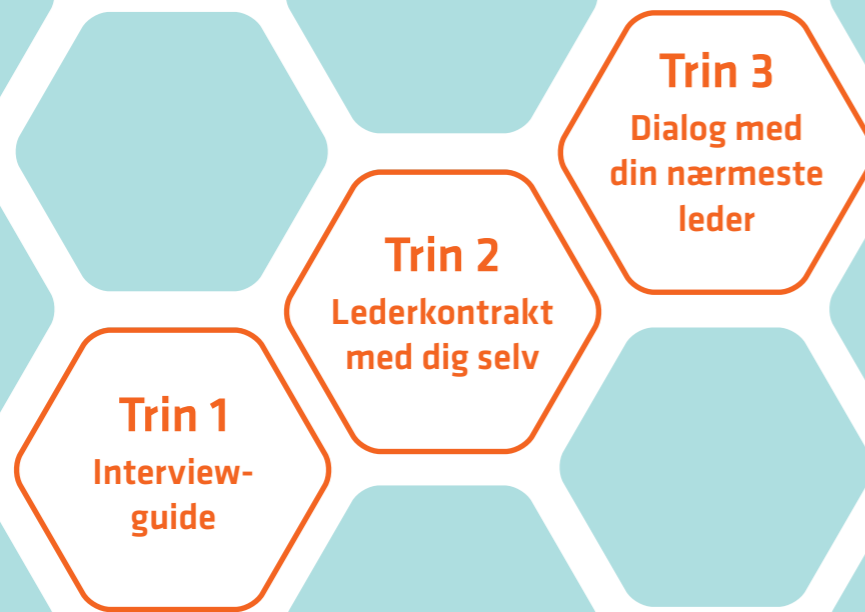 Trin 1
Interview-
guide
Trin 2
Lederkontrakt
med dig selv
Trin 3
Dialog med
din nærmeste
leder